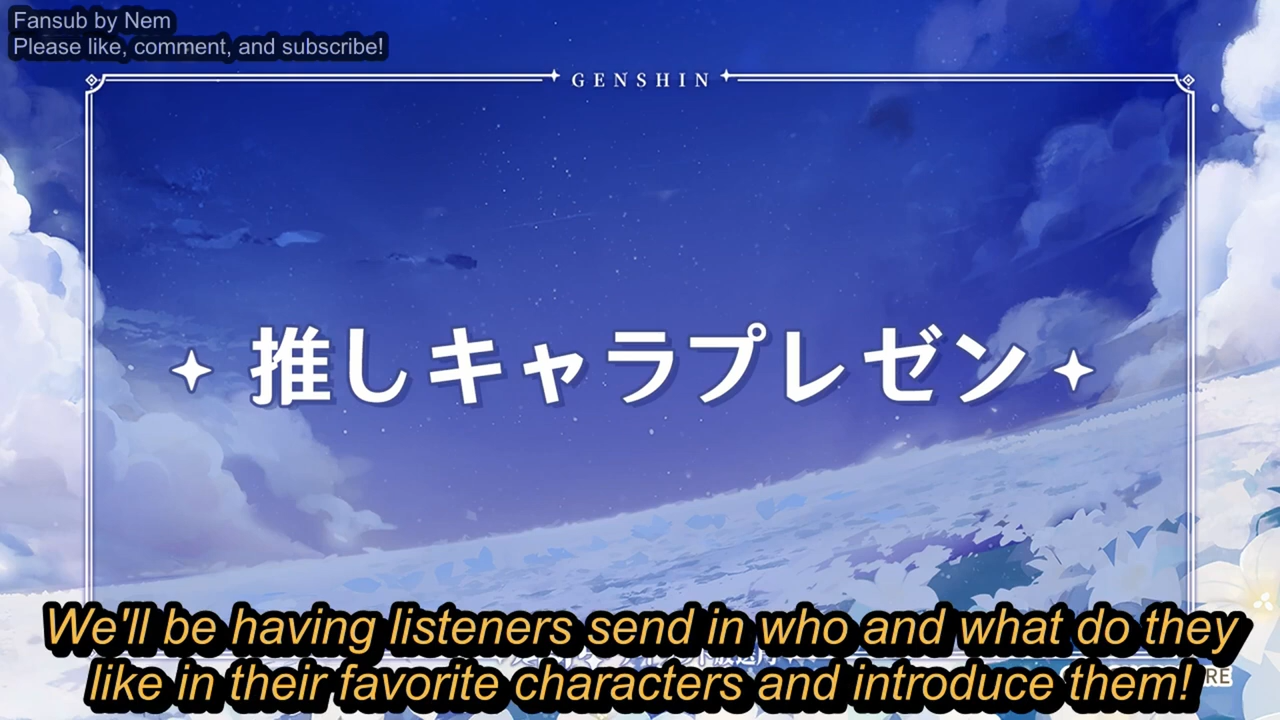 Fansub by Nem
Please like, comment, and subscribe!
GENSHIN
推しキャラプレゼン
We'll be having listeners send in who and what do they
like in their favorite characters and introduce them!